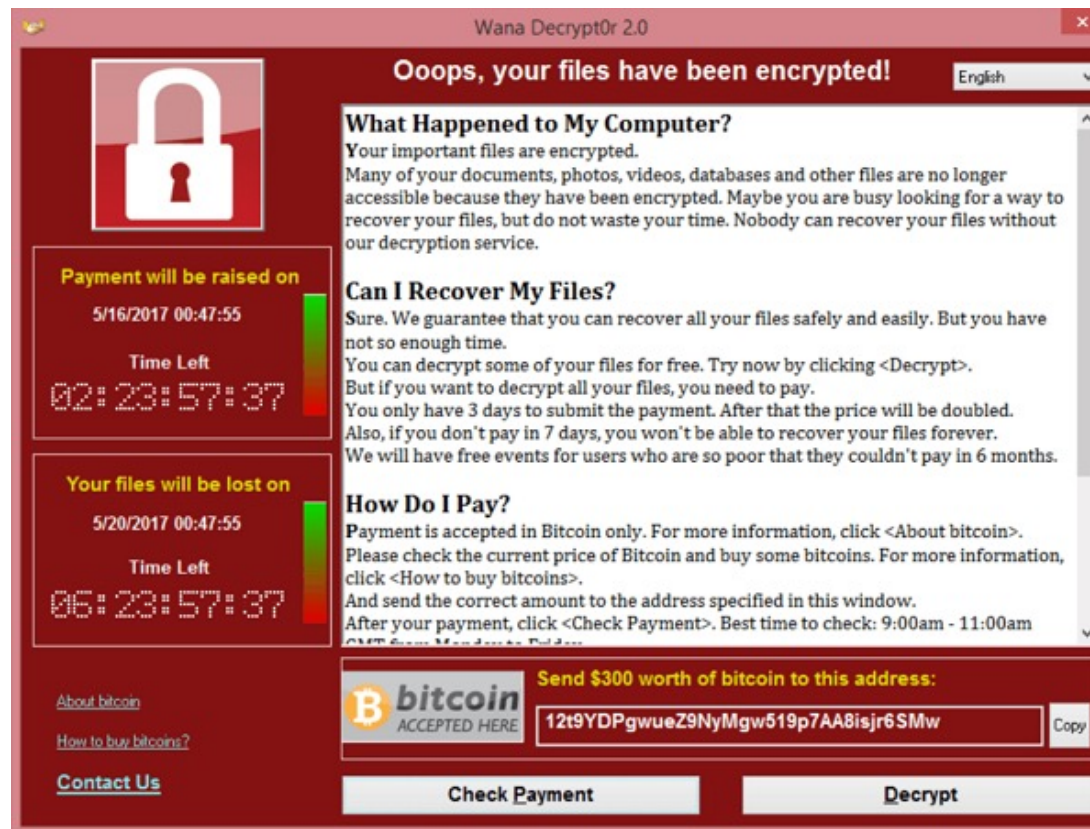 Wana Decrypt0r 2.0
Ooops, your files have been encrypted!
English
Payment will be raised on
5/16/2017 00:47:55
Time Left
02:23:57:37
Your files will be lost on
5/20/2017 00:47:55
Time Left
06:23:57:37
About bitcoin
How to buy bitcoins?
Contact Us
What Happened to My Computer?
Your important files are encrypted.
Many of your documents, photos, videos, databases and other files are no longer
accessible because they have been encrypted. Maybe you are busy looking for a way to
recover your files, but do not waste your time. Nobody can recover your files without
our decryption service.
Can I Recover My Files?
Sure. We guarantee that you can recover all your files safely and easily. But you have
not so enough time.
You can decrypt some of your files for free. Try now by clicking <Decrypt>.
But if you want to decrypt all your files, you need to pay.
You only have 3 days to submit the payment. After that the price will be doubled.
Also, if you don't pay in 7 days, you won't be able to recover your files forever.
We will have free events for users who are so poor that they couldn't pay in 6 months.
How Do I Pay?
Payment is accepted in Bitcoin only. For more information, click <About bitcoin>.
Please check the current price of Bitcoin and buy some bitcoins. For more information,
click <How to buy bitcoins>.
And send the correct amount to the address specified in this window.
After your payment, click <Check Payment>. Best time to check: 9:00am - 11:00am
GMT from Monday to Friday
bitcoin
ACCEPTED HERE
Send $300 worth of bitcoin to this address:
12t9YDPgwueZ9NyMgw519p7AA8isjr6SMw
Copy
Check Payment
Decrypt